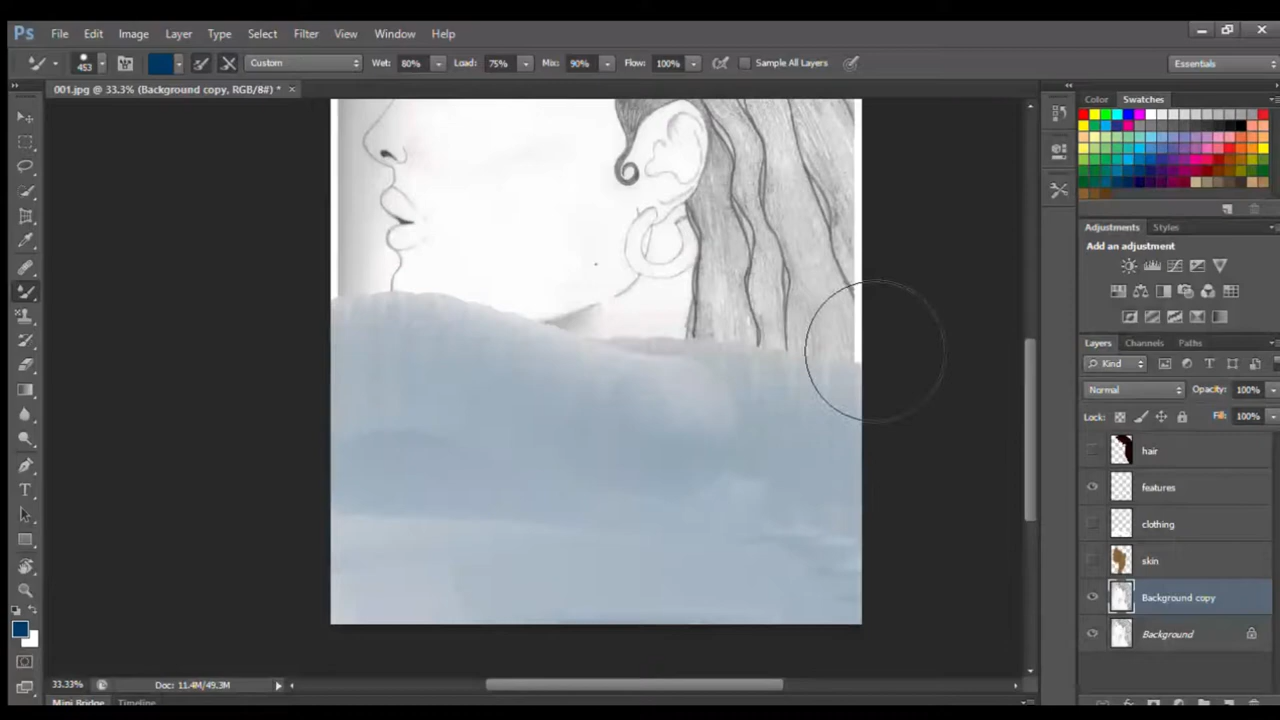 Ps File Edit Image Layer Type Select Filter View Window Help
453 Custom Wet: 80% Load: 75% Mix: 90% Flow: 100% Sample All Layers Essentials
001.jpg @ 33.3% (Background copy, RGB/8#) *
Color Swatches
Adjustments Styles
Add an adjustment
Layers Channels Paths
Kind
Normal Opacity: 100%
Lock: Fill: 100%
hair
features
clothing
skin
Background copy
Background
33.33% Doc: 11.4M/49.3M
Mini Bridge Timeline